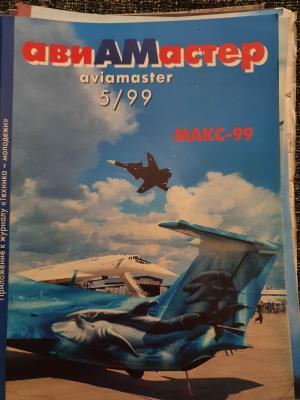 авиАМастер
aviamaster
5/99
МАКС-99
Приложение к журналу «Техника – молодежи»